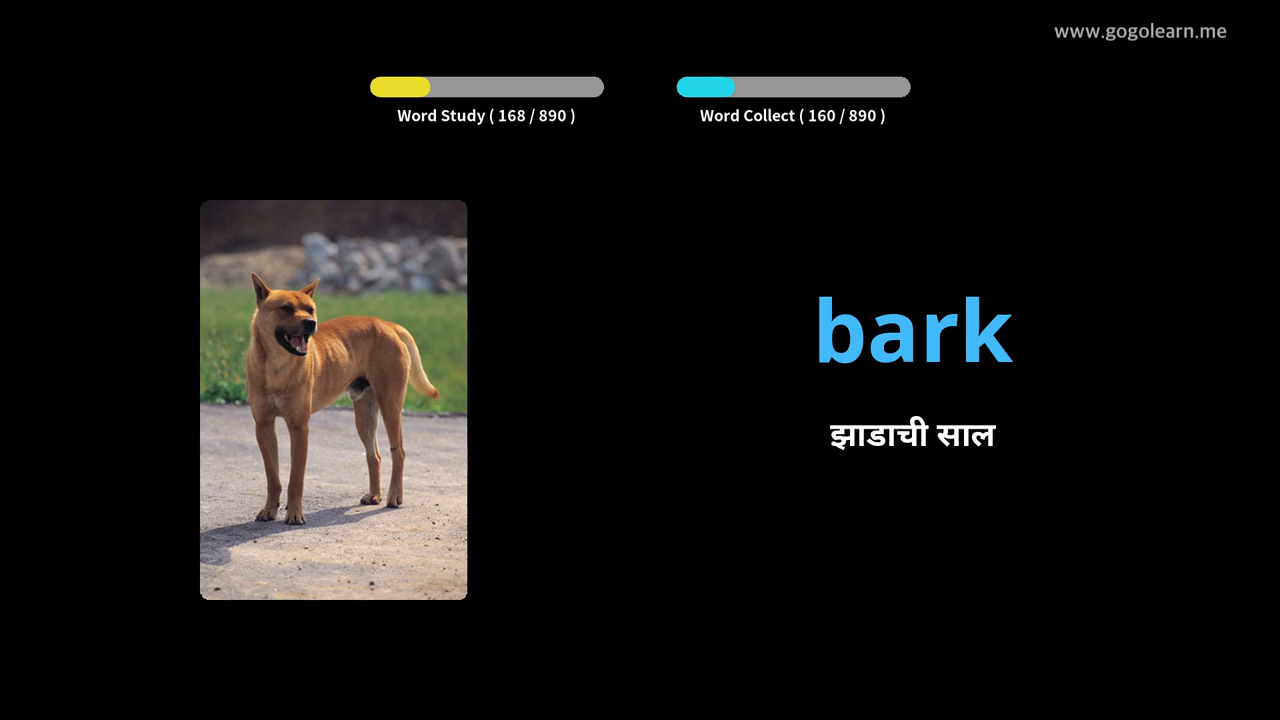 www.gogolearn.me
Word Study ( 168 / 890 )
Word Collect ( 160 / 890 )
bark
झाडाची साल